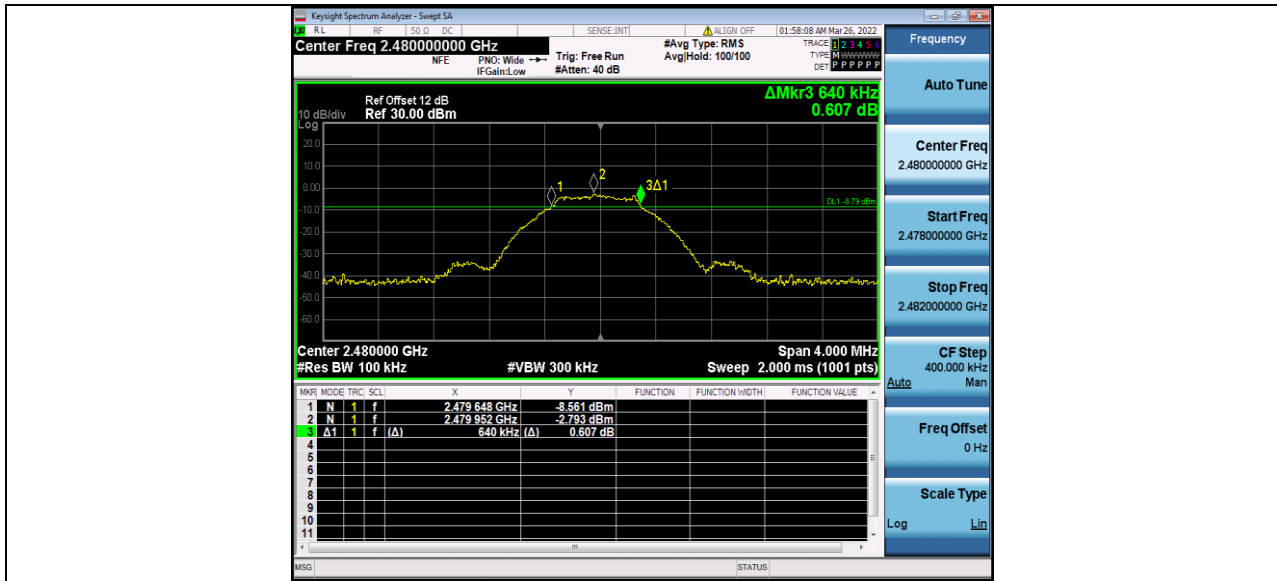 Keysight Spectrum Analyzer - Swept SA
RL RF 50 Ω DC SENSE:INT ALIGN OFF 01:58:08 AM Mar 26, 2022
Center Freq 2.480000000 GHz
NFE PNO: Wide IFGain:Low
Trig: Free Run
#Atten: 40 dB
#Avg Type: RMS
Avg|Hold: 100/100
TRACE 1 2 3 4 5 6
TYPE M
DET P P P P P P
ΔMkr3 640 kHz
0.607 dB
Ref Offset 12 dB
10 dB/div Ref 30.00 dBm
Log
20.0
10.0
0.00
-10.0
-20.0
-30.0
-40.0
-50.0
-60.0
1
2
3Δ1
DL1 -8.79 dBm
Center 2.480000 GHz Span 4.000 MHz
#Res BW 100 kHz #VBW 300 kHz Sweep 2.000 ms (1001 pts)
MKR MODE TRC SCL X Y FUNCTION FUNCTION WIDTH FUNCTION VALUE
1 N 1 f 2.479 648 GHz -8.561 dBm
2 N 1 f 2.479 952 GHz -2.793 dBm
3 Δ1 1 f (Δ) 640 kHz (Δ) 0.607 dB
4
5
6
7
8
9
10
11
MSG STATUS
Frequency
Auto Tune
Center Freq
2.480000000 GHz
Start Freq
2.478000000 GHz
Stop Freq
2.482000000 GHz
CF Step
400.000 kHz
Auto Man
Freq Offset
0 Hz
Scale Type
Log Lin